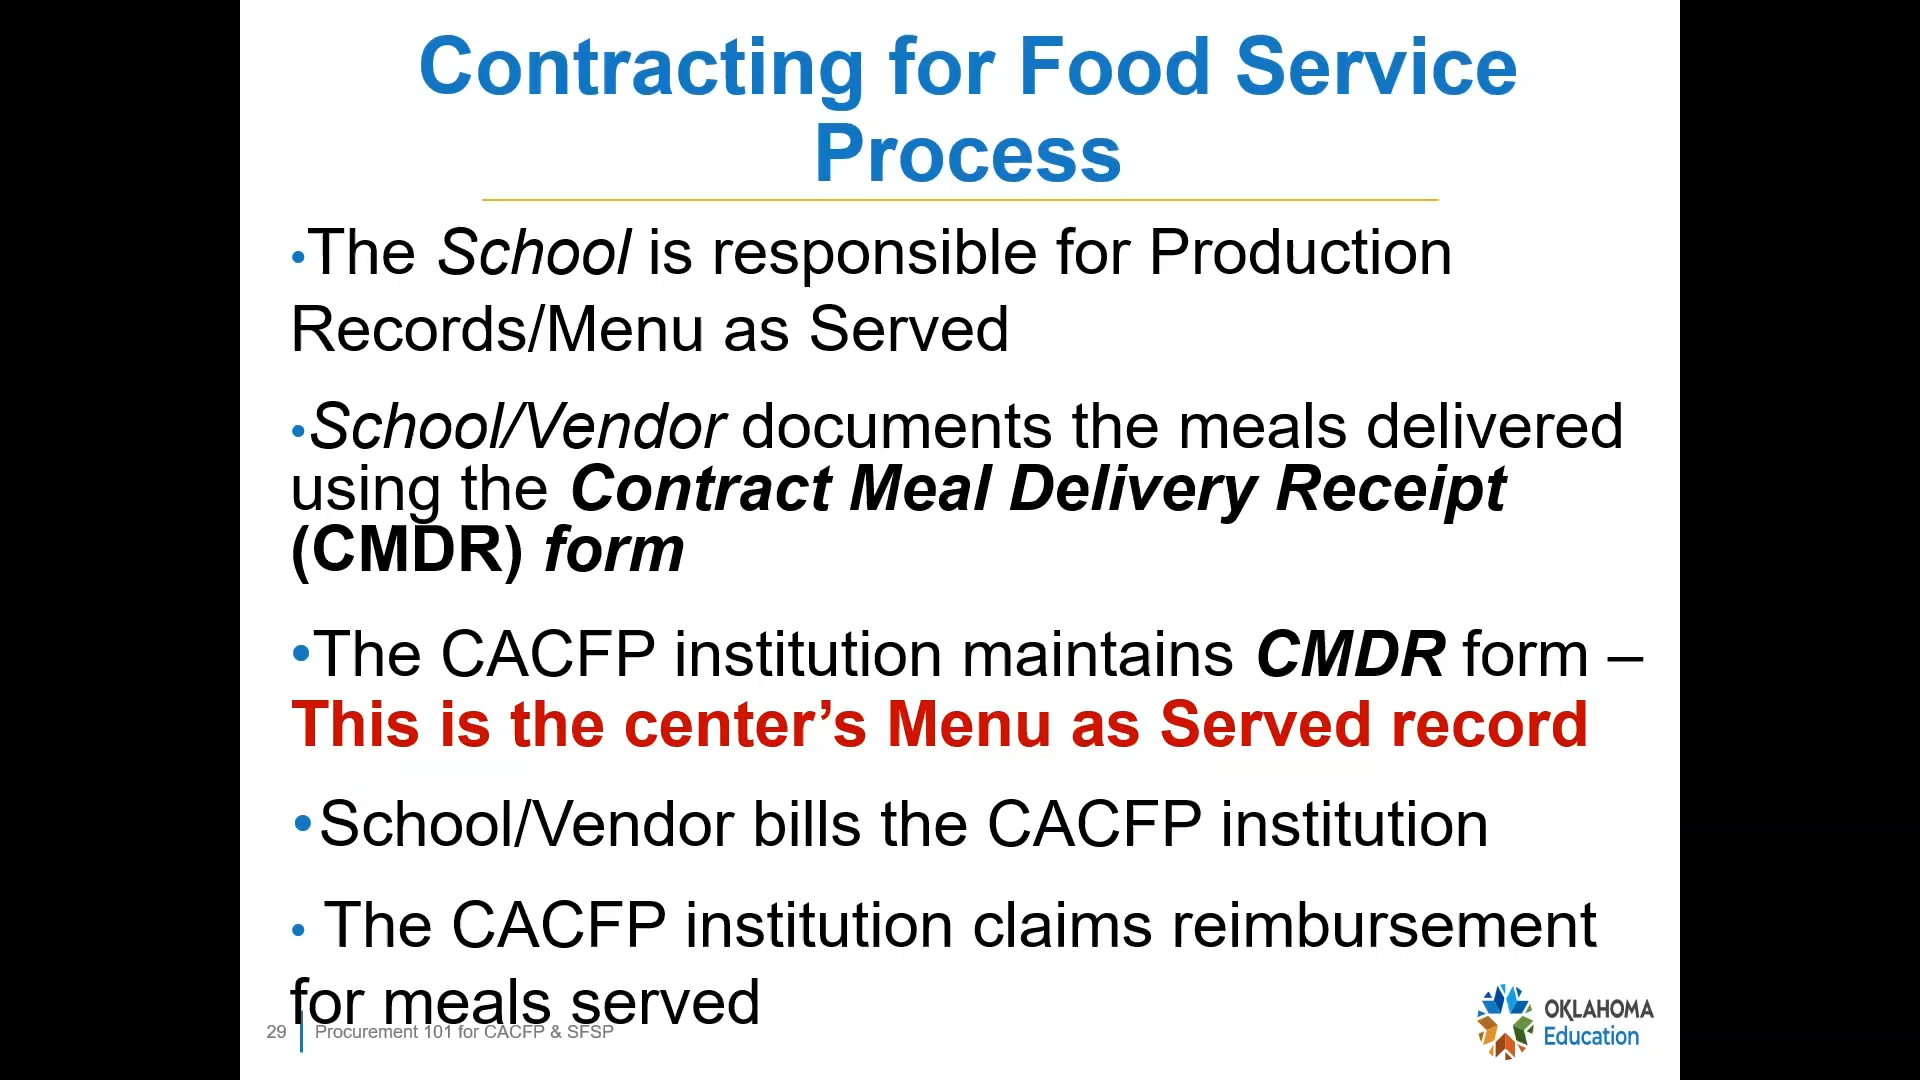 Contracting for Food Service
Process
•The School is responsible for Production
Records/Menu as Served
•School/Vendor documents the meals delivered
using the Contract Meal Delivery Receipt
(CMDR) form
•The CACFP institution maintains CMDR form –
This is the center’s Menu as Served record
•School/Vendor bills the CACFP institution
• The CACFP institution claims reimbursement
for meals served
29 Procurement 101 for CACFP & SFSP
OKLAHOMA
Education